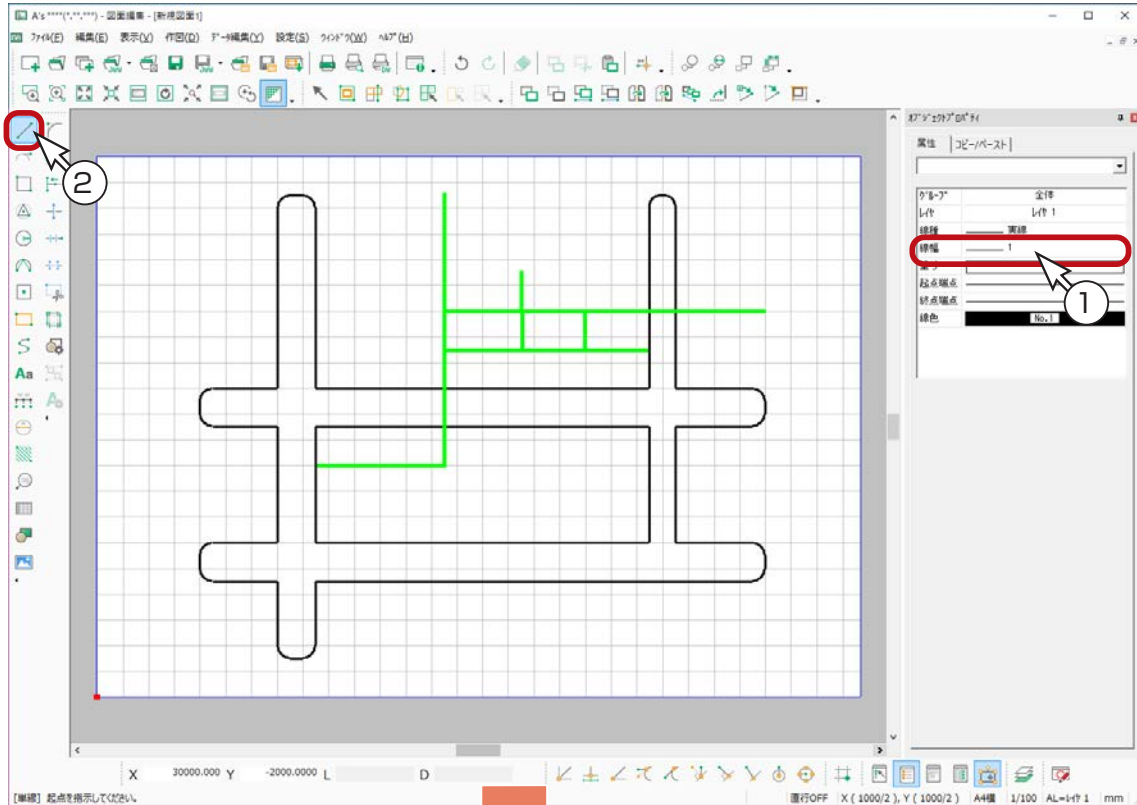 A's ****(*.**.***) - 図面編集 - [新規図面1]
ファイル(F) 編集(E) 表示(V) 作図(D) データ編集(Y) 設定(S) ウィンドウ(W) ヘルプ(H)
オブジェクトプロパティ
属性 コピー/ペースト
グループ 全体
レイヤ レイヤ 1
線種 実線
線幅 1
起点端点
終点端点
線色 No.1
1
2
Aa
X 30000.000 Y -2000.0000 L D
[単線] 起点を指示してください。
直行OFF X ( 1000/2 ), Y ( 1000/2 ) A4横 1/100 AL=レイヤ 1 mm